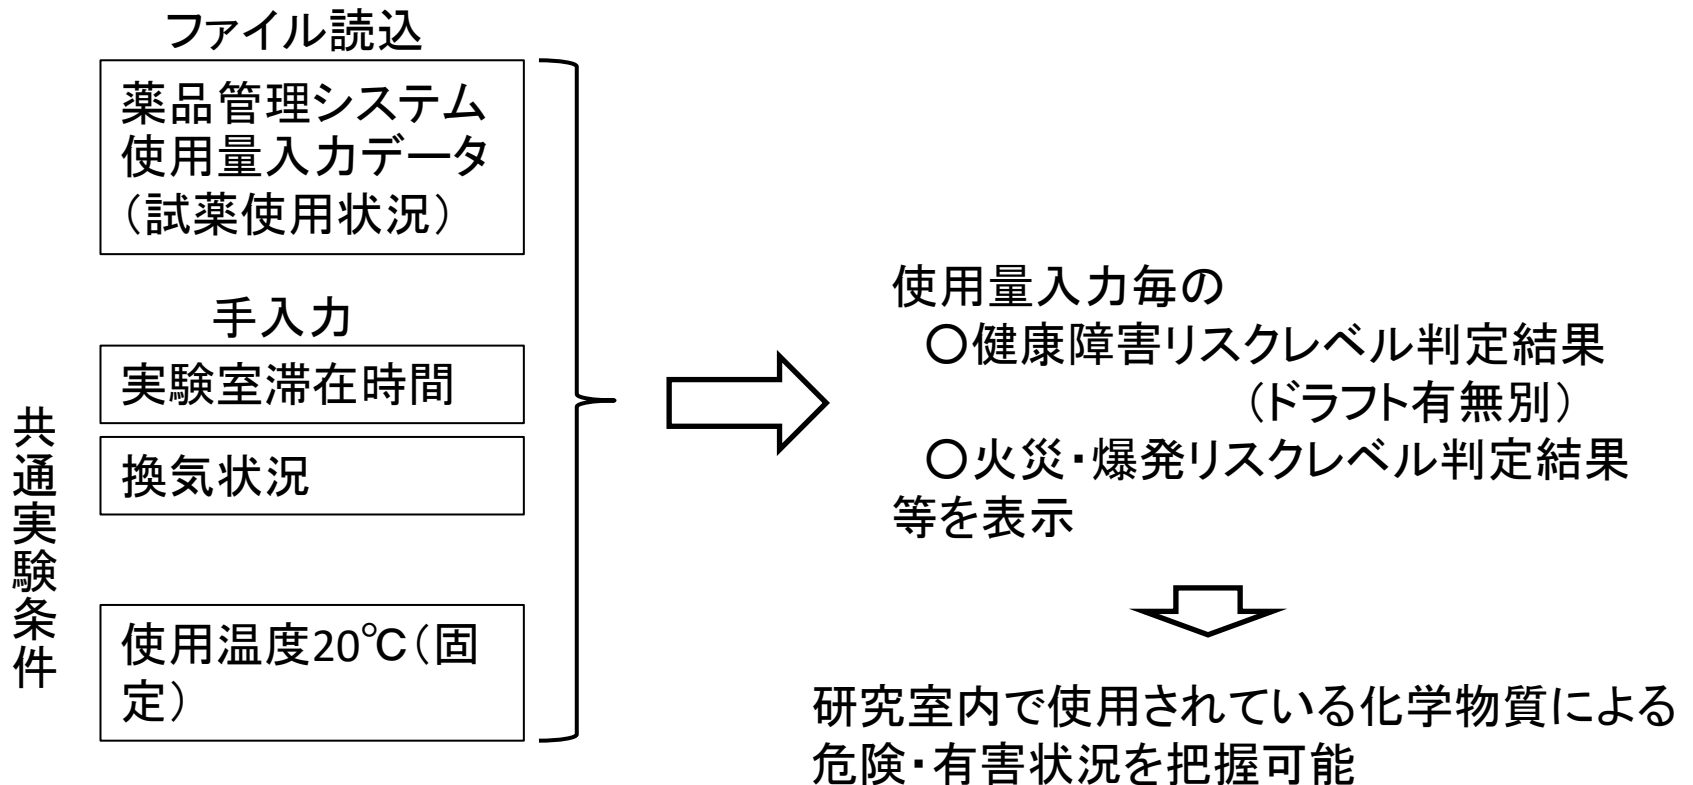 ファイル読込
薬品管理システム
使用量入力データ
（試薬使用状況）
手入力
実験室滞在時間
換気状況
共通実験条件
使用温度20℃（固
定）
使用量入力毎の
○健康障害リスクレベル判定結果
（ドラフト有無別）
○火災・爆発リスクレベル判定結果
等を表示
研究室内で使用されている化学物質による
危険・有害状況を把握可能